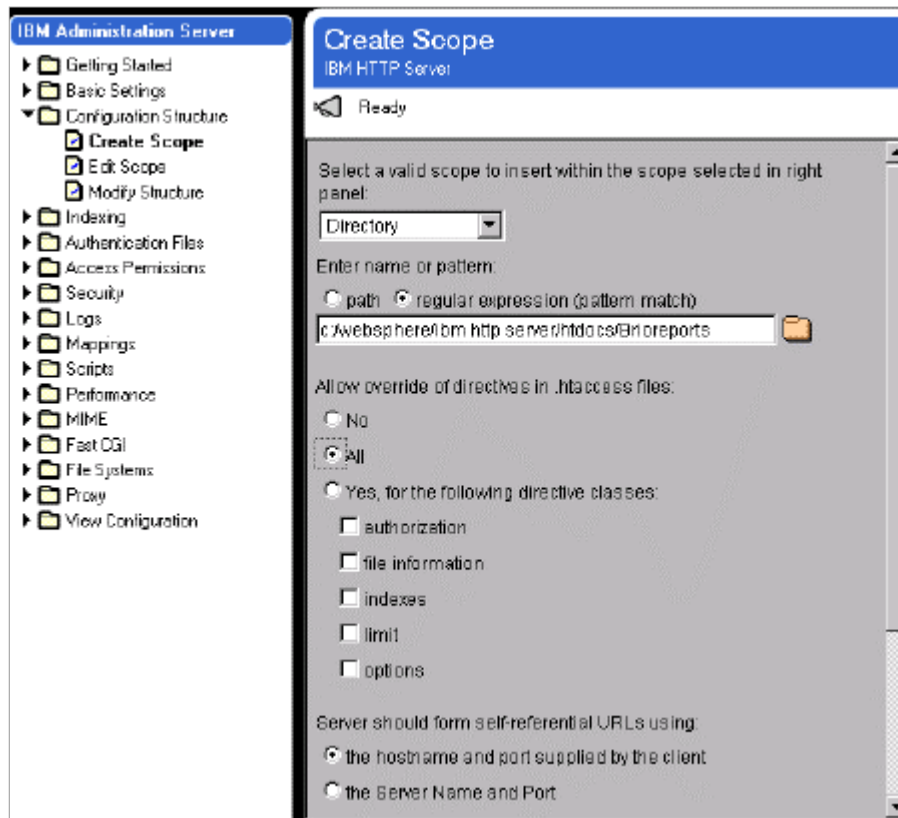 IBM Administration Server
Getting Started
Basic Settings
Configuration Structure
Create Scope
Edit Scope
Modify Structure
Indexing
Authentication Files
Access Permissions
Security
Logs
Mappings
Scripts
Performance
MIME
Fast CGI
File Systems
Proxy
View Configuration
Create Scope
IBM HTTP Server
Ready
Select a valid scope to insert within the scope selected in right
panel:
Directory
Enter name or pattern:
path regular expression (pattern match)
c:/websphere/ibm http server/htdocs/Brioreports
Allow override of directives in .htaccess files:
No
All
Yes, for the following directive classes:
authorization
file information
indexes
limit
options
Server should form self-referential URLs using:
the hostname and port supplied by the client
the Server Name and Port